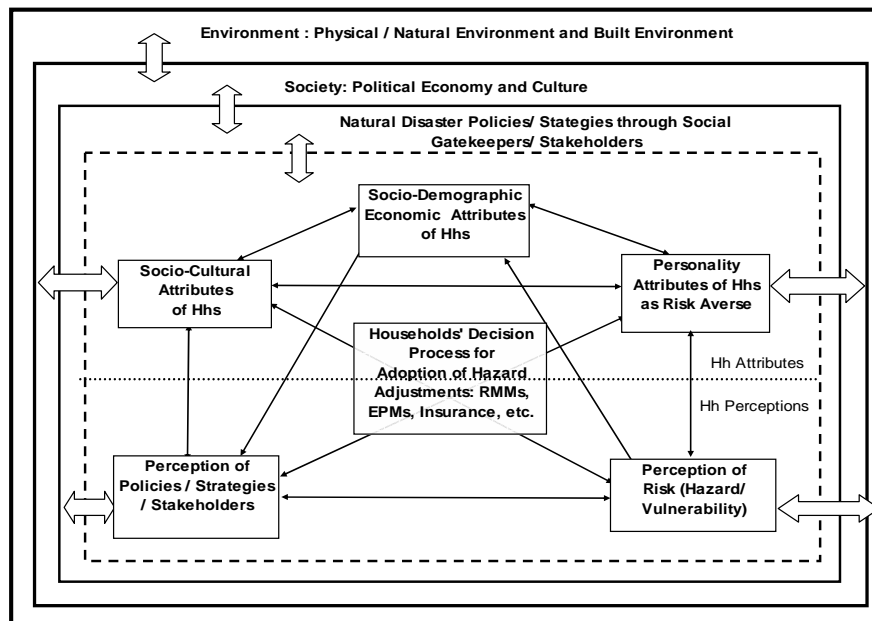 Environment : Physical / Natural Environment and Built Environment
Society: Political Economy and Culture
Natural Disaster Policies/ Stategies through Social
Gatekeepers/ Stakeholders
Socio-Demographic
Economic Attributes
of Hhs
Socio-Cultural
Attributes
of Hhs
Personality
Attributes of Hhs
as Risk Averse
Households' Decision
Process for
Adoption of Hazard
Adjustments: RMMs,
EPMs, Insurance, etc.
Hh Attributes
Hh Perceptions
Perception of
Policies / Strategies
/ Stakeholders
Perception of
Risk (Hazard/
Vulnerability)